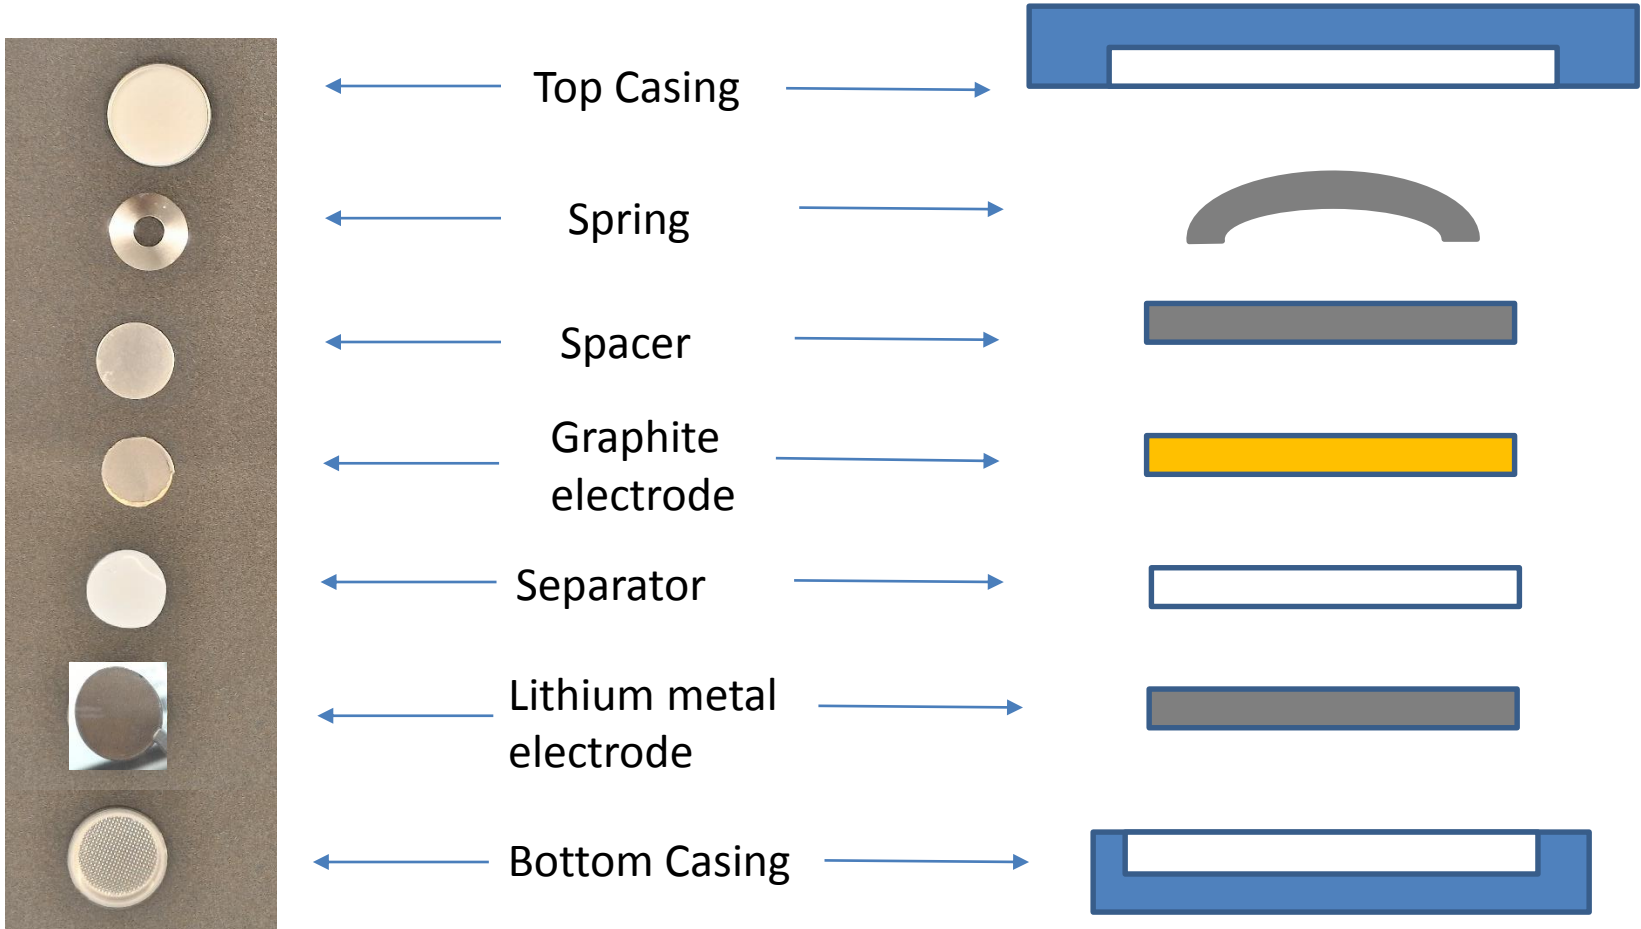 Top Casing
Spring
Spacer
Graphite
electrode
Separator
Lithium metal
electrode
Bottom Casing